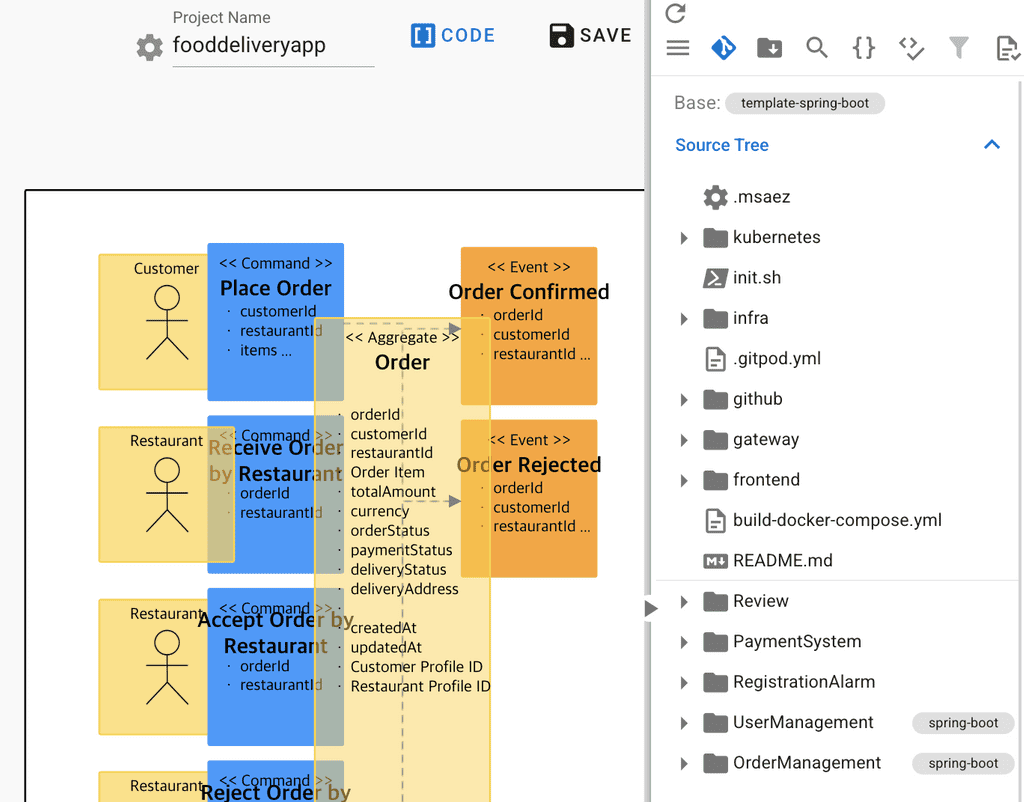 Project Name
fooddeliveryapp
CODE
SAVE
Customer
<< Command >>
Place Order
· customerId
· restaurantId
· items ...
Restaurant
<< Command >>
Receive Order
by Restaurant
· orderId
· restaurantId
Restaurant
<< Command >>
Accept Order by
Restaurant
· orderId
· restaurantId
Restaurant
<< Command >>
Reject Order by
<< Aggregate >>
Order
· orderId
· customerId
· restaurantId
· Order Item
· totalAmount
· currency
· orderStatus
· paymentStatus
· deliveryStatus
· deliveryAddress
· createdAt
· updatedAt
· Customer Profile ID
· Restaurant Profile ID
<< Event >>
Order Confirmed
· orderId
· customerId
· restaurantId ...
<< Event >>
Order Rejected
· orderId
· customerId
· restaurantId ...
Base: template-spring-boot
Source Tree
.msaez
kubernetes
init.sh
infra
.gitpod.yml
github
gateway
frontend
build-docker-compose.yml
README.md
Review
PaymentSystem
RegistrationAlarm
UserManagement spring-boot
OrderManagement spring-boot